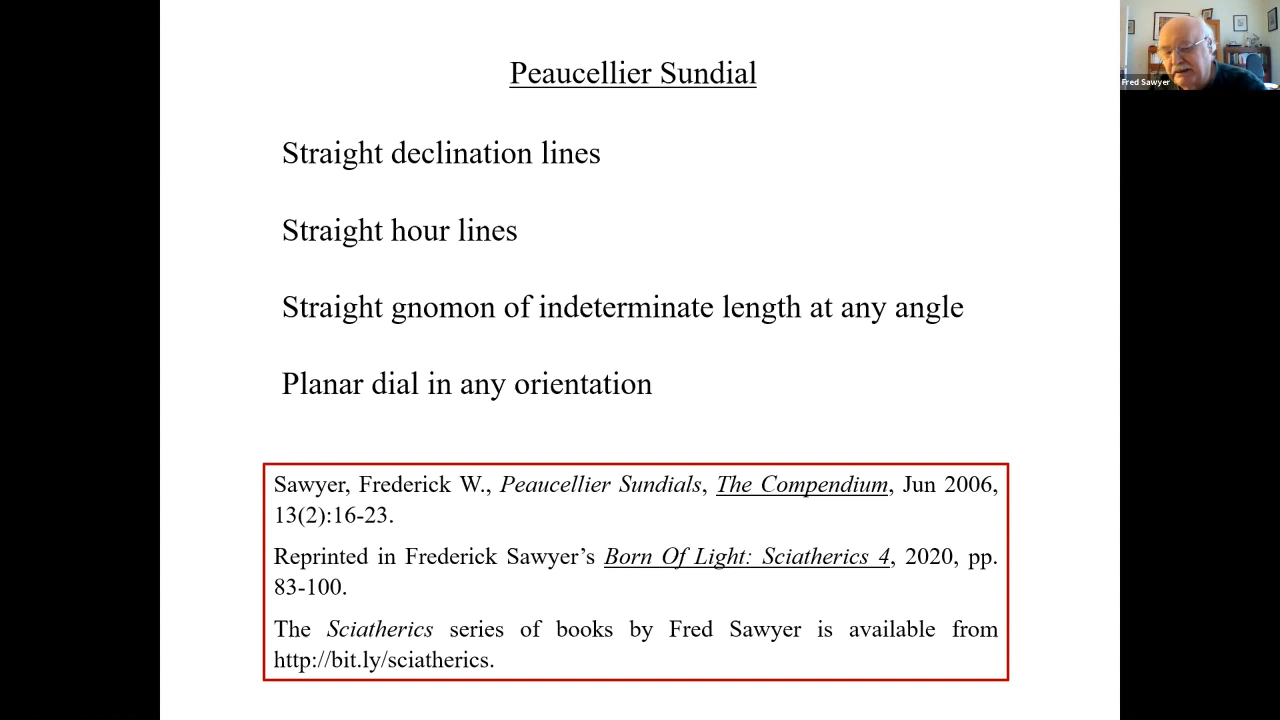 Peaucellier Sundial
Fred Sawyer
Straight declination lines
Straight hour lines
Straight gnomon of indeterminate length at any angle
Planar dial in any orientation
Sawyer, Frederick W., Peaucellier Sundials, The Compendium, Jun 2006,
13(2):16-23.
Reprinted in Frederick Sawyer’s Born Of Light: Sciatherics 4, 2020, pp.
83-100.
The Sciatherics series of books by Fred Sawyer is available from
http://bit.ly/sciatherics.